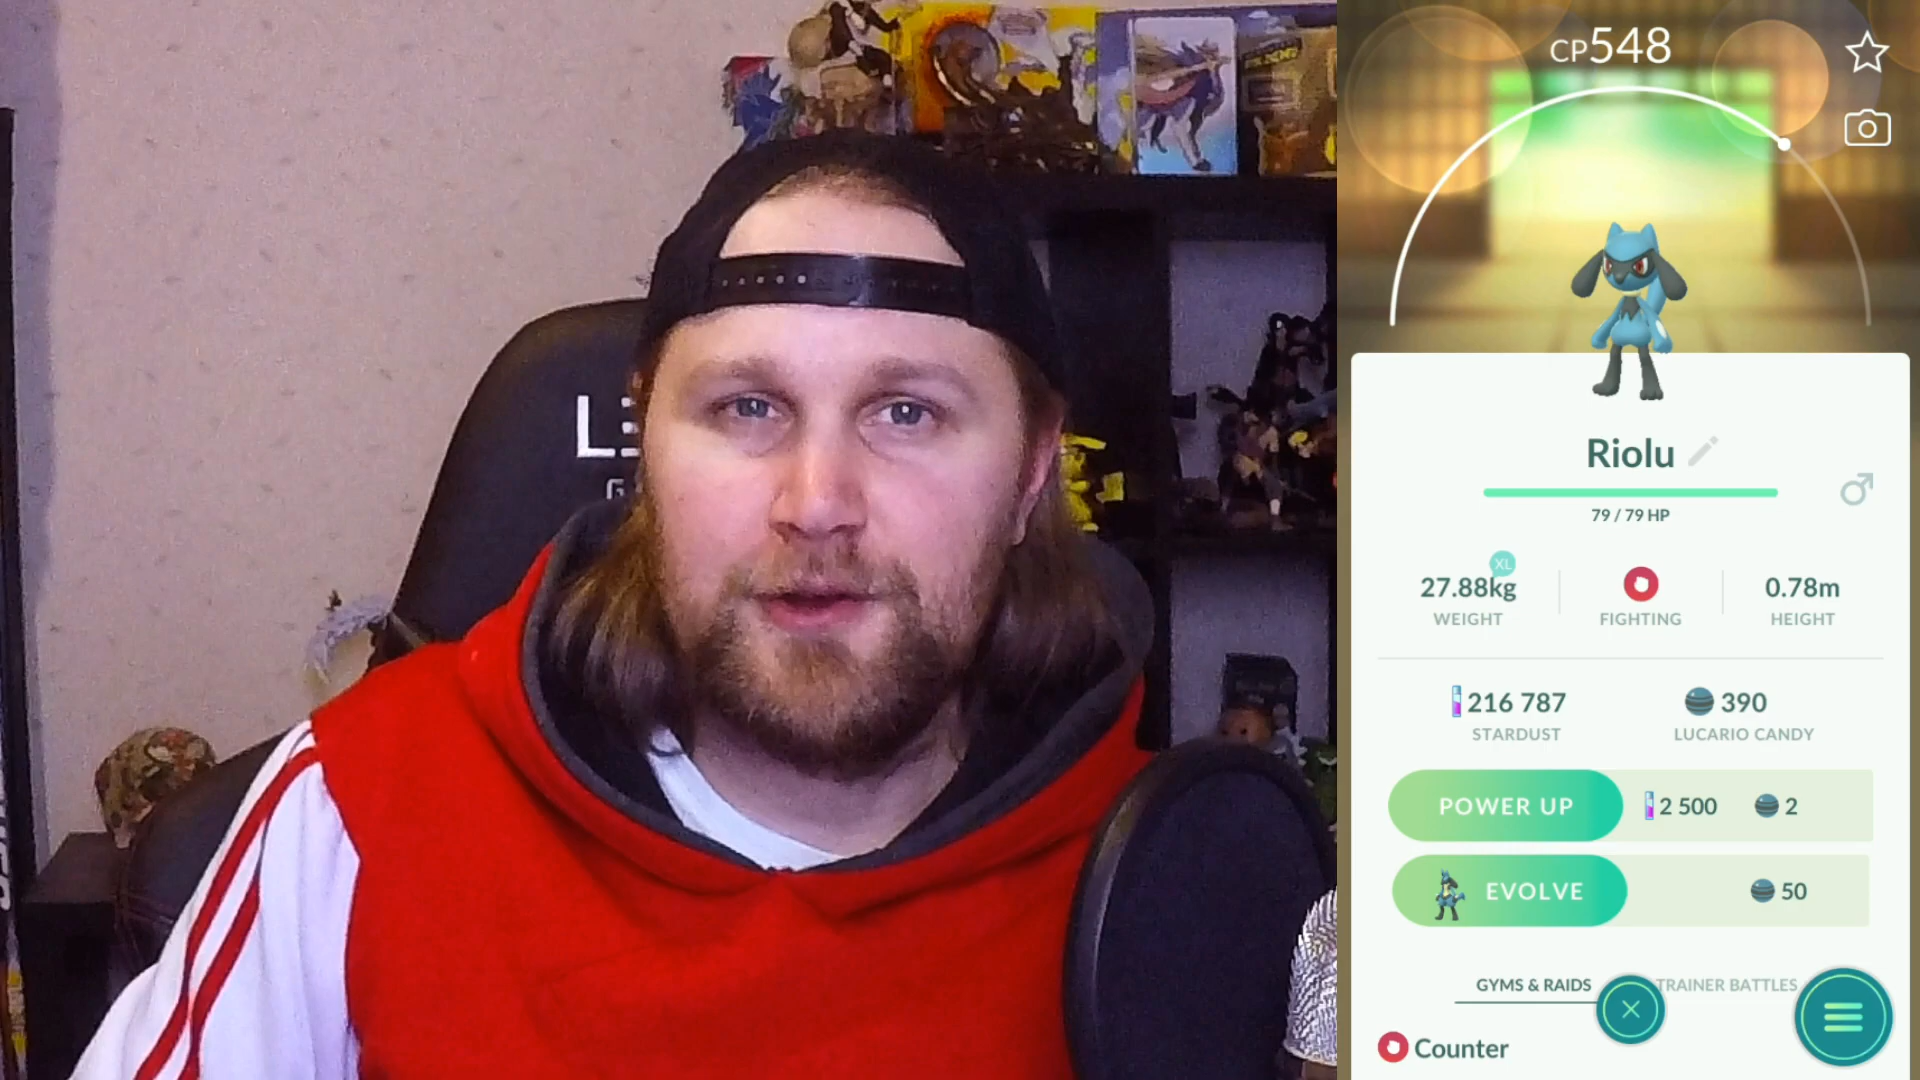 CP548
LE
G
Riolu
79 / 79 HP
XL
27.88kg
WEIGHT
FIGHTING
0.78m
HEIGHT
216 787
STARDUST
390
LUCARIO CANDY
POWER UP
2 500
2
EVOLVE
50
GYMS & RAIDS
TRAINER BATTLES
Counter